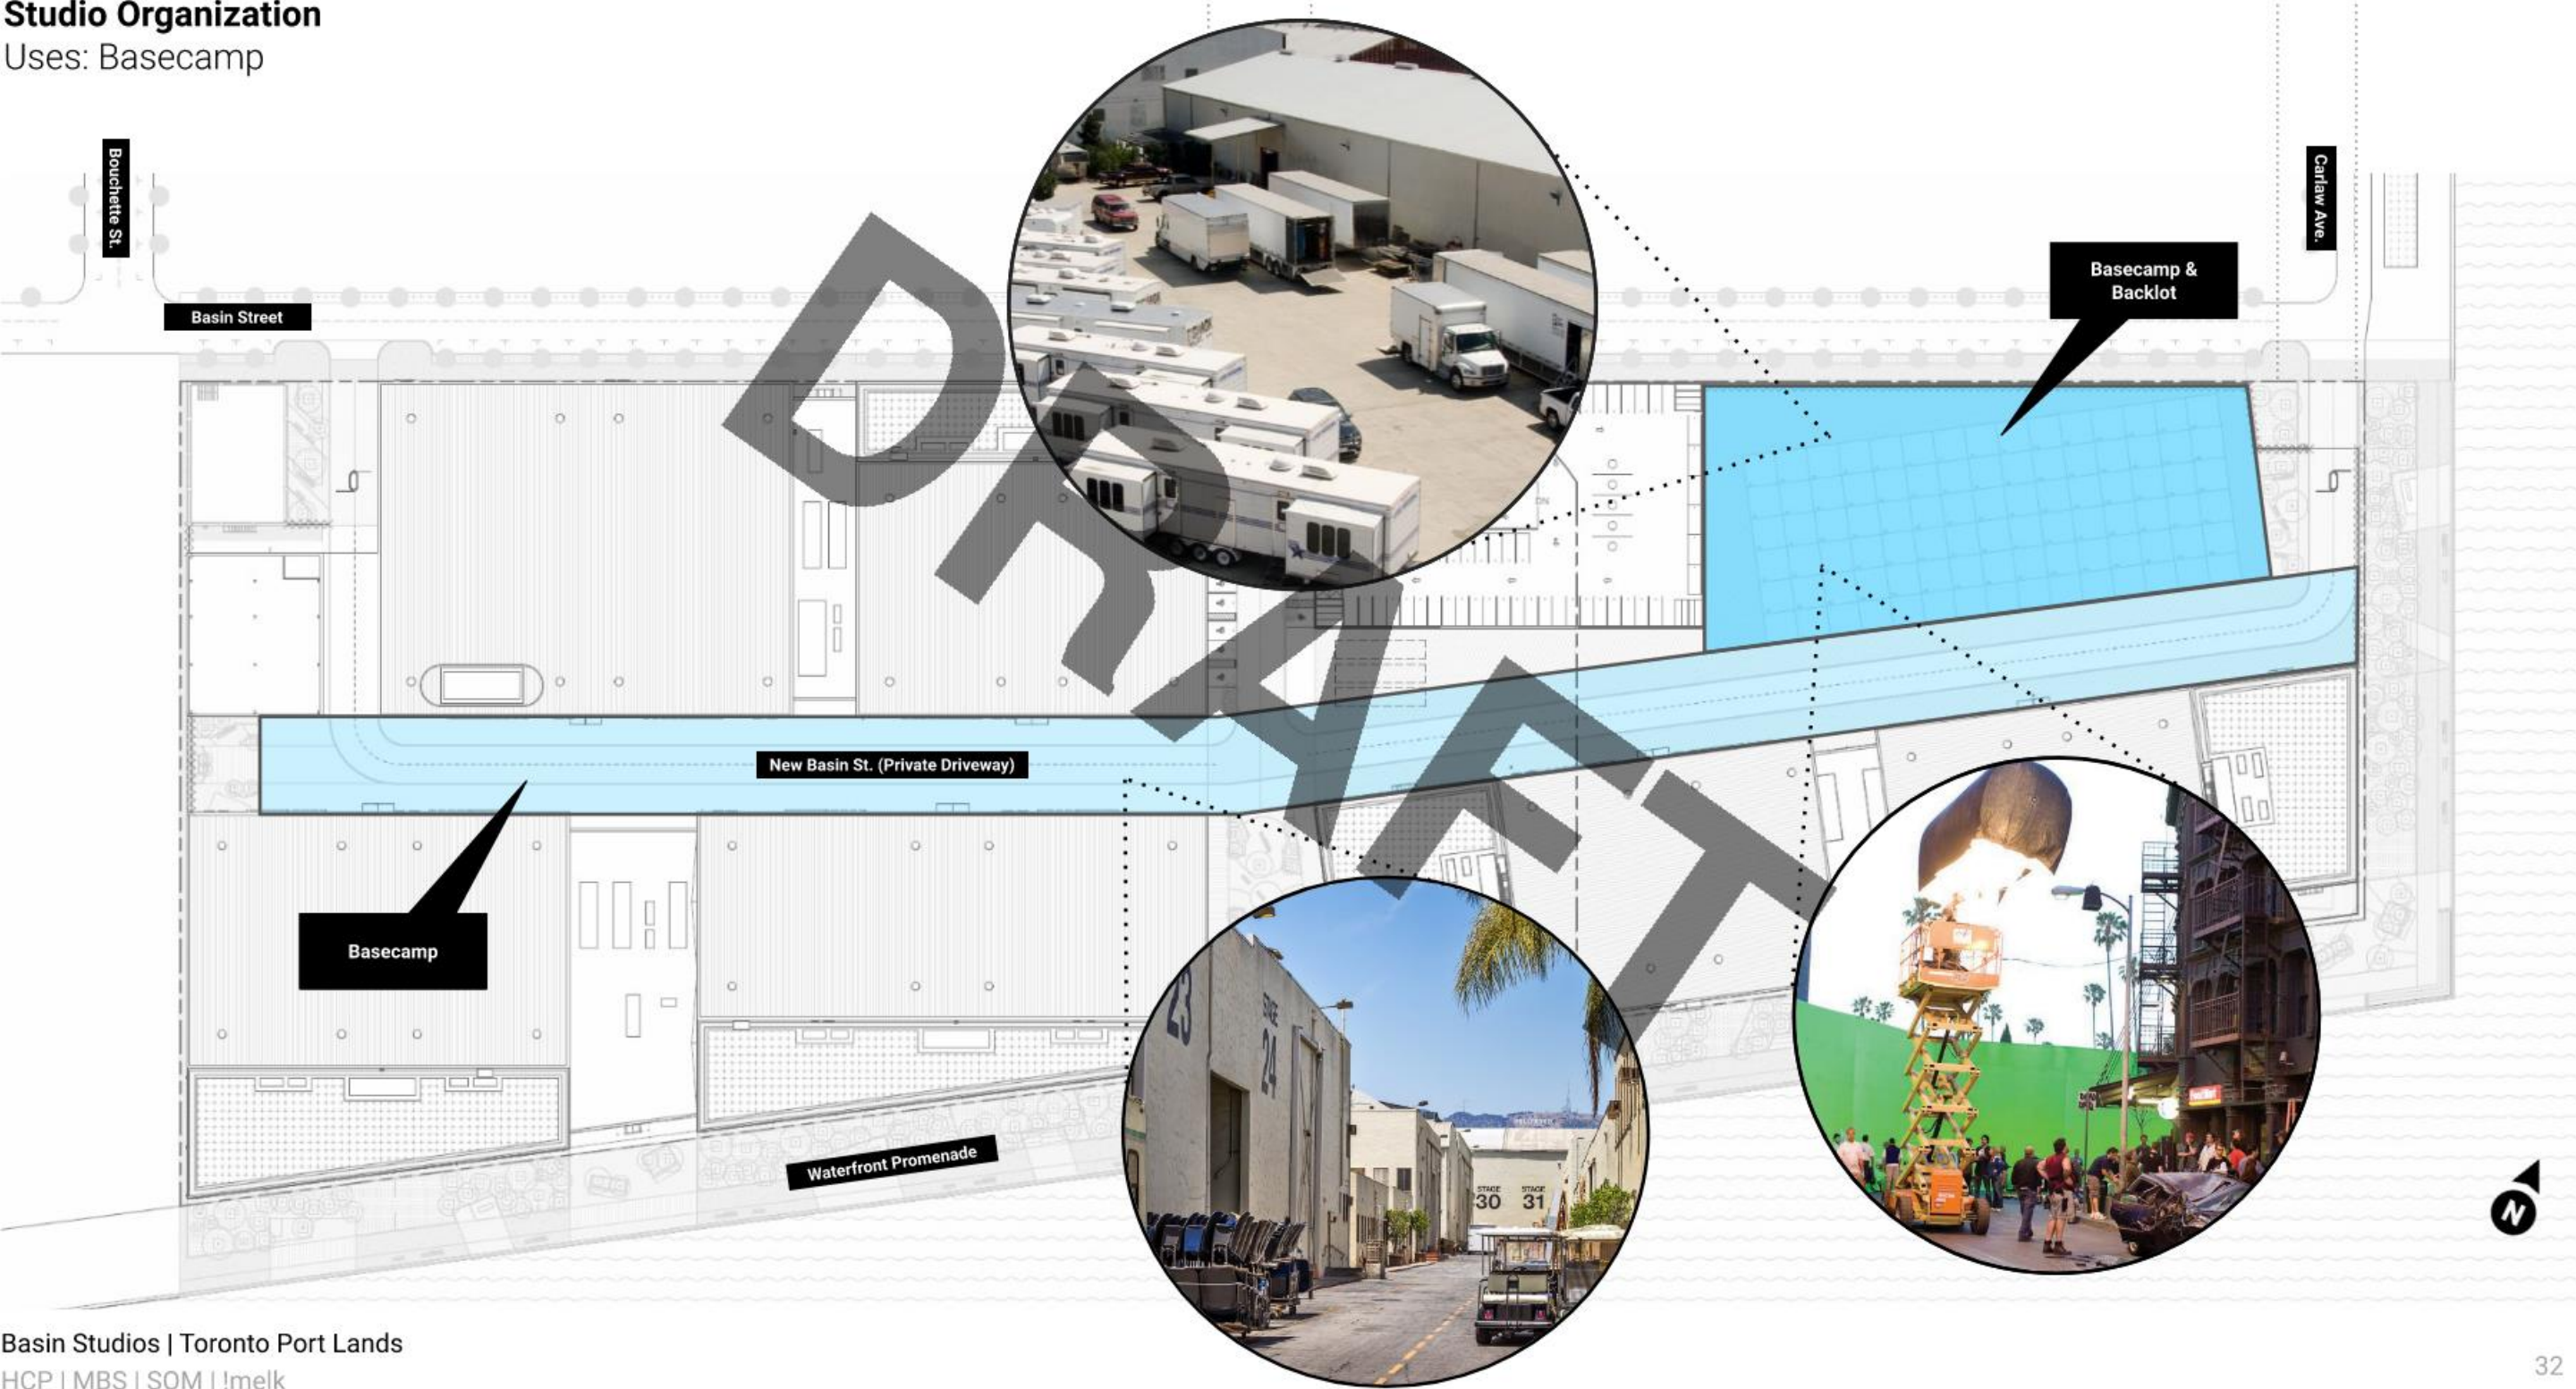 Studio Organization
Uses: Basecamp
Bouchette St.
Carlaw Ave.
Basecamp &
Backlot
Basin Street
DRAFT
New Basin St. (Private Driveway)
Basecamp
23
STAGE
24
STAGE
30
STAGE
31
Waterfront Promenade
N
Basin Studios | Toronto Port Lands
HCP | MBS | SOM | !melk
32